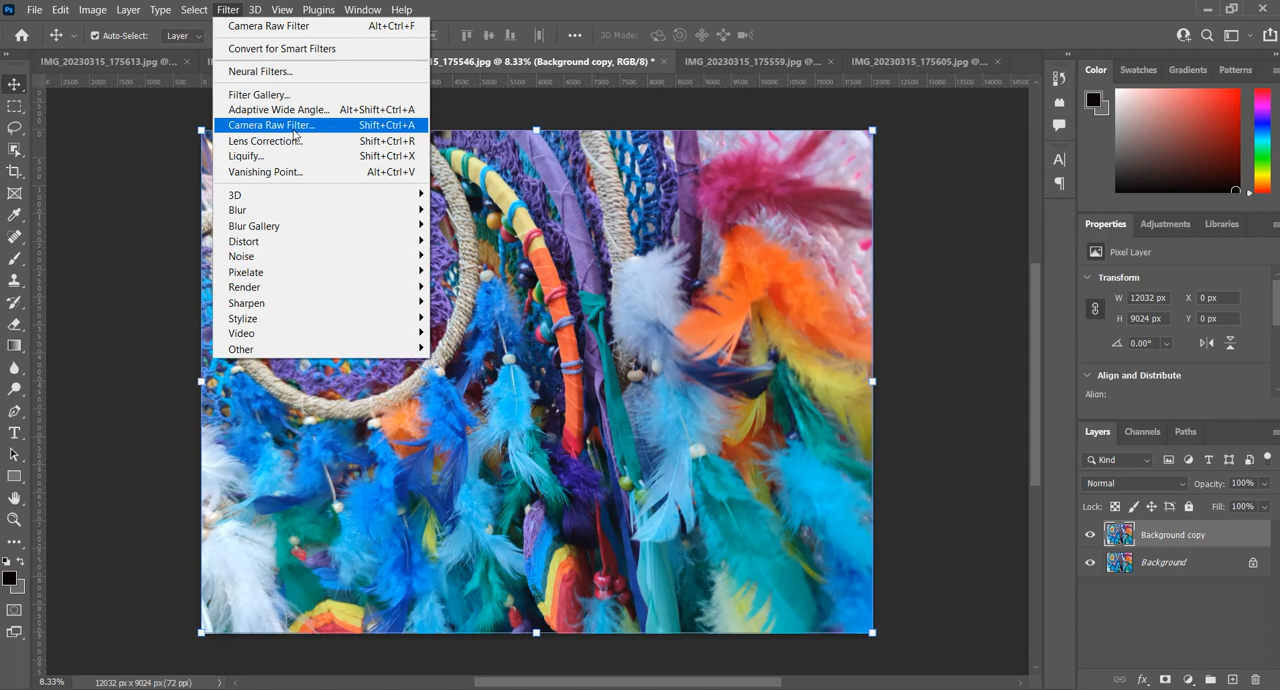 Ps File Edit Image Layer Type Select Filter 3D View Plugins Window Help
Auto-Select: Layer 3D Mode:
IMG_20230315_175613.jpg @... × 15_175546.jpg @ 8.33% (Background copy, RGB/8) * × IMG_20230315_175559.jpg @... × IMG_20230315_175605.jpg @ ... ×
Camera Raw Filter Alt+Ctrl+F
Convert for Smart Filters
Neural Filters...
Filter Gallery...
Adaptive Wide Angle... Alt+Shift+Ctrl+A
Camera Raw Filter... Shift+Ctrl+A
Lens Correction... Shift+Ctrl+R
Liquify... Shift+Ctrl+X
Vanishing Point... Alt+Ctrl+V
3D
Blur
Blur Gallery
Distort
Noise
Pixelate
Render
Sharpen
Stylize
Video
Other
Color Swatches Gradients Patterns
Properties Adjustments Libraries
Pixel Layer
Transform
W 12032 px X 0 px
H 9024 px Y 0 px
0.00°
Align and Distribute
Align:
Layers Channels Paths
Kind
Normal Opacity: 100%
Lock: Fill: 100%
Background copy
Background
8.33% 12032 px x 9024 px (72 ppi)